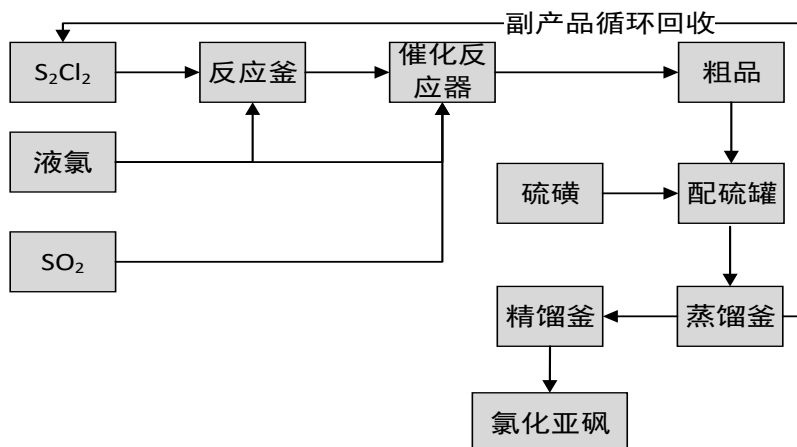 副产品循环回收
S₂Cl₂
反应釜
催化反
应器
粗品
液氯
硫磺
配硫罐
SO₂
精馏釜
蒸馏釜
氯化亚砜